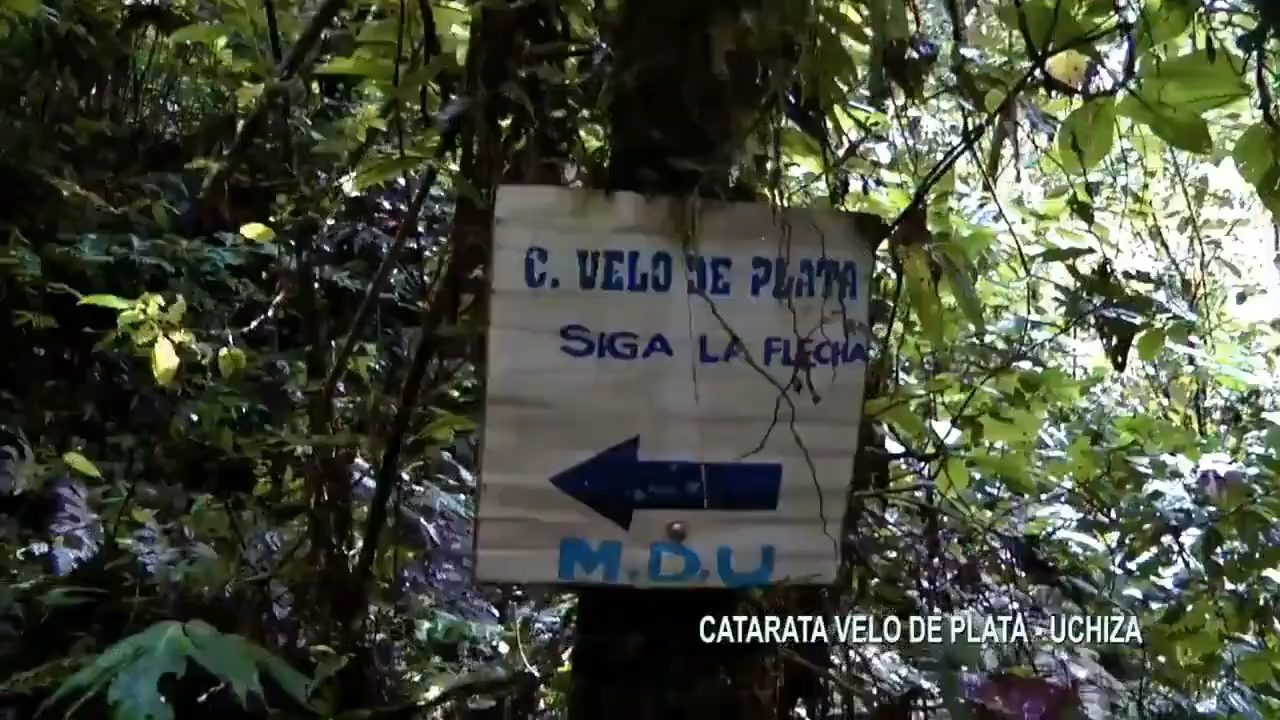 C. VELO DE PLATA
SIGA LA FLECHA
M.D.U
CATARATA VELO DE PLATA - UCHIZA